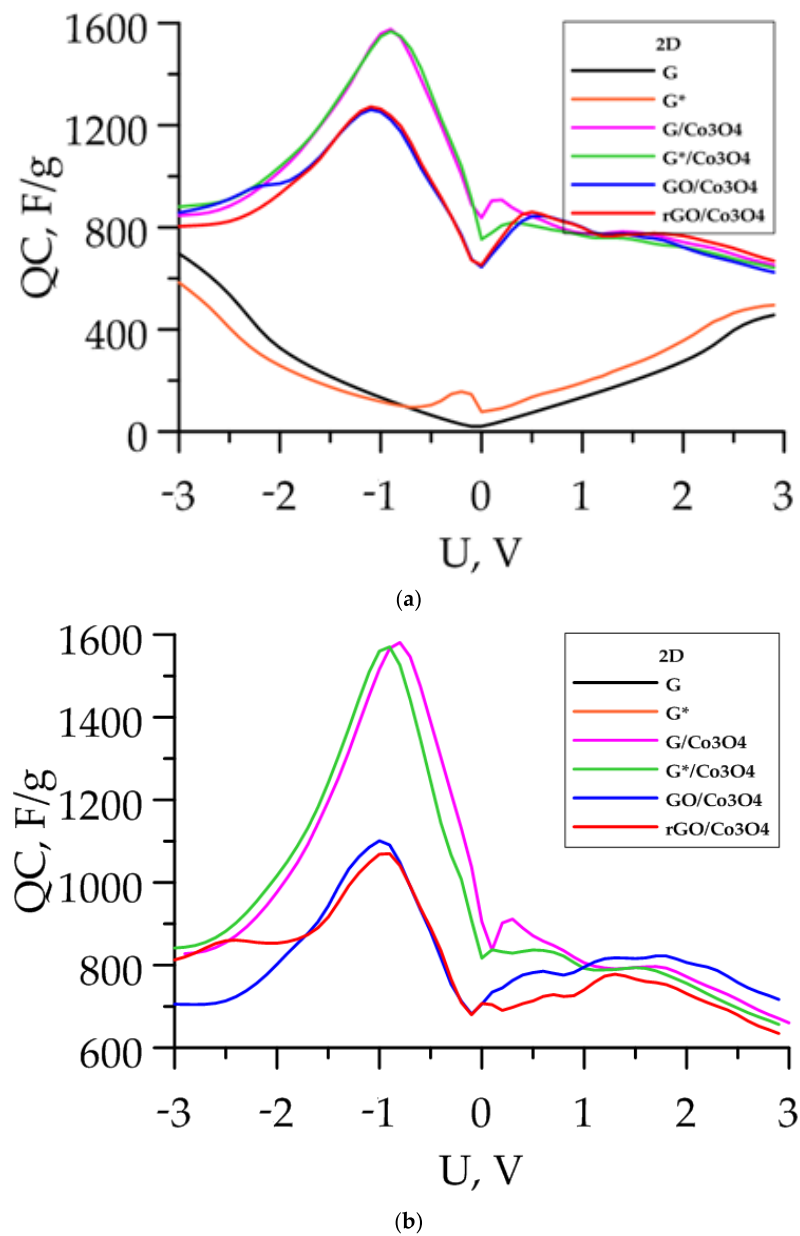 1600
1200
800
400
0
QC, F/g
-3 -2 -1 0 1 2 3
U, V
2D
G
G*
G/Co3O4
G*/Co3O4
GO/Co3O4
rGO/Co3O4
(a)
1600
1400
1200
1000
800
600
QC, F/g
-3 -2 -1 0 1 2 3
U, V
2D
G
G*
G/Co3O4
G*/Co3O4
GO/Co3O4
rGO/Co3O4
(b)